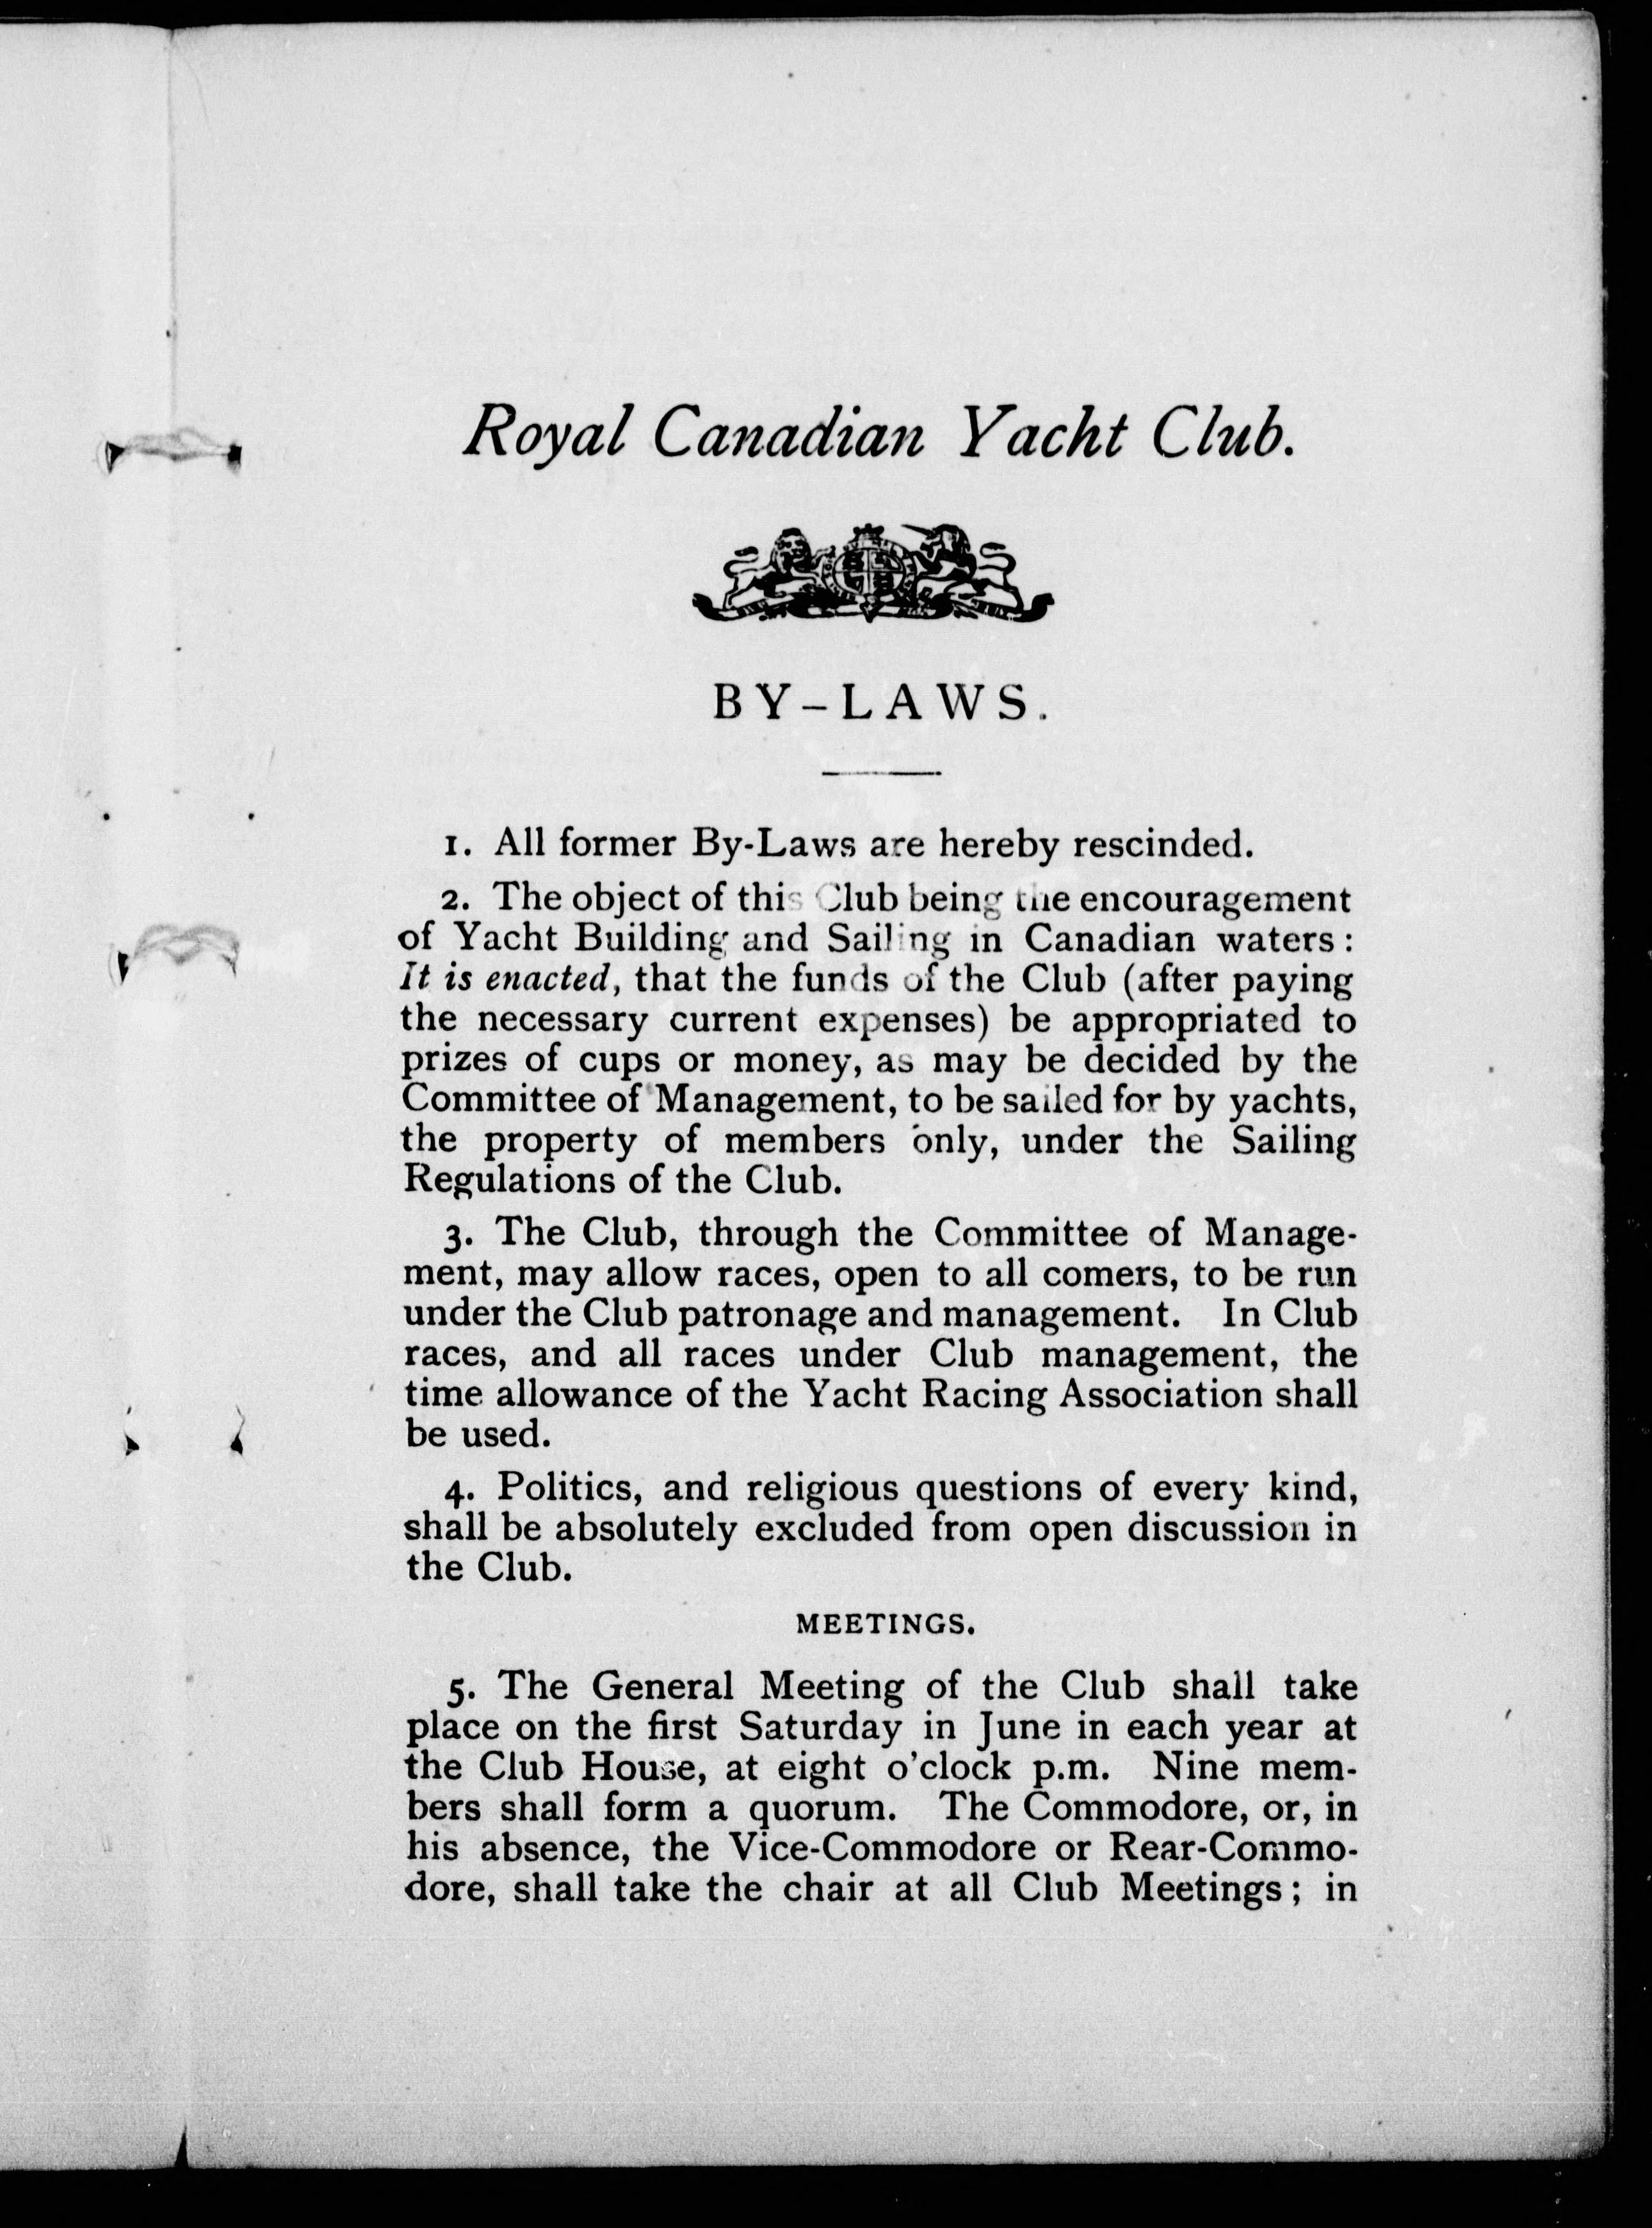 Royal Canadian Yacht Club.
BY-LAWS.
1. All former By-Laws are hereby rescinded.
2. The object of this Club being the encouragement
of Yacht Building and Sailing in Canadian waters:
It is enacted, that the funds of the Club (after paying
the necessary current expenses) be appropriated to
prizes of cups or money, as may be decided by the
Committee of Management, to be sailed for by yachts,
the property of members only, under the Sailing
Regulations of the Club.
3. The Club, through the Committee of Manage-
ment, may allow races, open to all comers, to be run
under the Club patronage and management. In Club
races, and all races under Club management, the
time allowance of the Yacht Racing Association shall
be used.
4. Politics, and religious questions of every kind,
shall be absolutely excluded from open discussion in
the Club.
MEETINGS.
5. The General Meeting of the Club shall take
place on the first Saturday in June in each year at
the Club House, at eight o'clock p.m. Nine mem-
bers shall form a quorum. The Commodore, or, in
his absence, the Vice-Commodore or Rear-Commo-
dore, shall take the chair at all Club Meetings; in